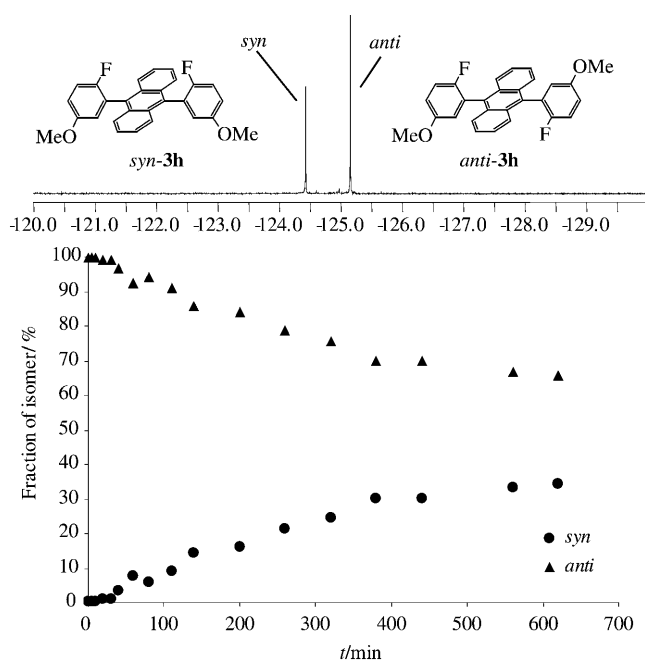 syn
anti
F
F
MeO
OMe
syn-3h
F
OMe
MeO
F
anti-3h
-120.0 -121.0 -122.0 -123.0 -124.0 -125.0 -126.0 -127.0 -128.0 -129.0
Fraction of isomer/ %
100
90
80
70
60
50
40
30
20
10
0
syn
anti
0 100 200 300 400 500 600 700
t/min